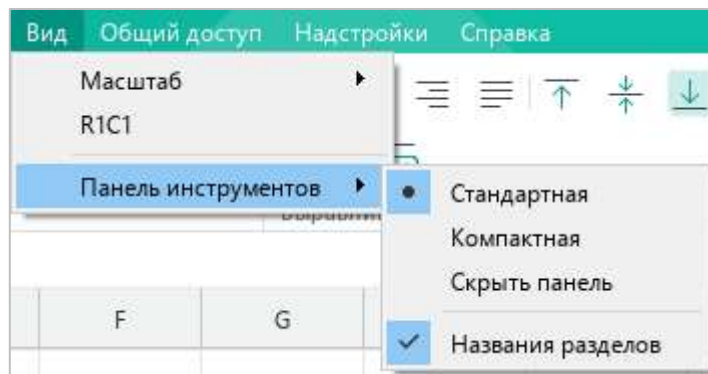 Вид Общий доступ Надстройки Справка
Масштаб
R1C1
Панель инструментов
Стандартная
Компактная
Скрыть панель
Названия разделов
F G